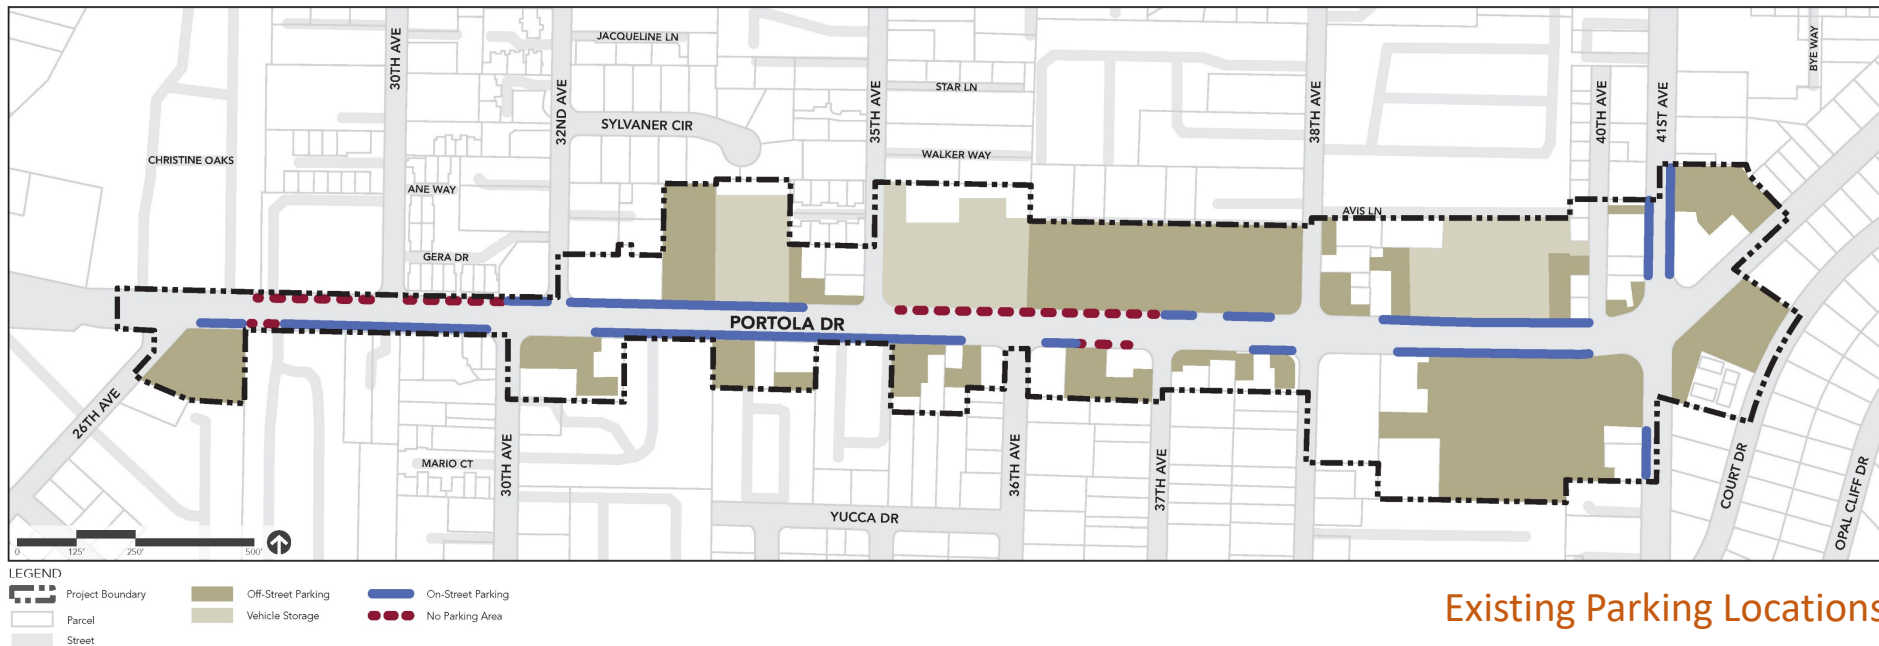 JACQUELINE LN
30TH AVE
32ND AVE
STAR LN
35TH AVE
38TH AVE
40TH AVE
41ST AVE
BYE WAY
SYLVANER CIR
CHRISTINE OAKS
WALKER WAY
ANE WAY
AVIS LN
GERA DR
PORTOLA DR
26TH AVE
MARIO CT
30TH AVE
36TH AVE
37TH AVE
COURT DR
OPAL CLIFF DR
YUCCA DR
0 125' 250' 500'
LEGEND
Project Boundary
Parcel
Street
Off-Street Parking
Vehicle Storage
On-Street Parking
No Parking Area
Existing Parking Locations